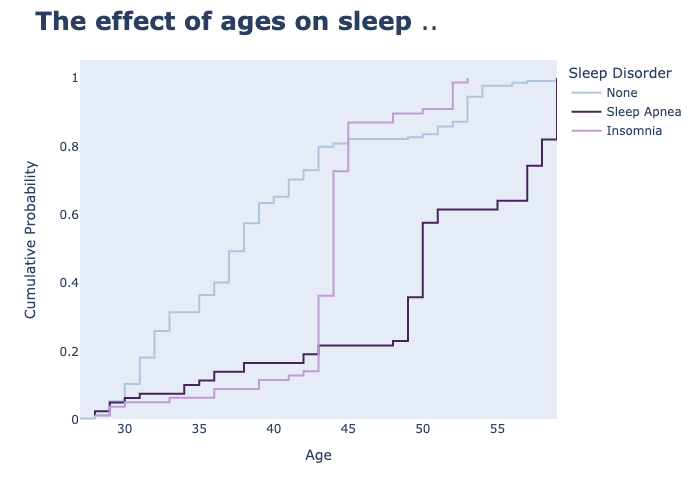 The effect of ages on sleep ..
Sleep Disorder
None
Sleep Apnea
Insomnia
Cumulative Probability
1
0.8
0.6
0.4
0.2
0
30 35 40 45 50 55
Age